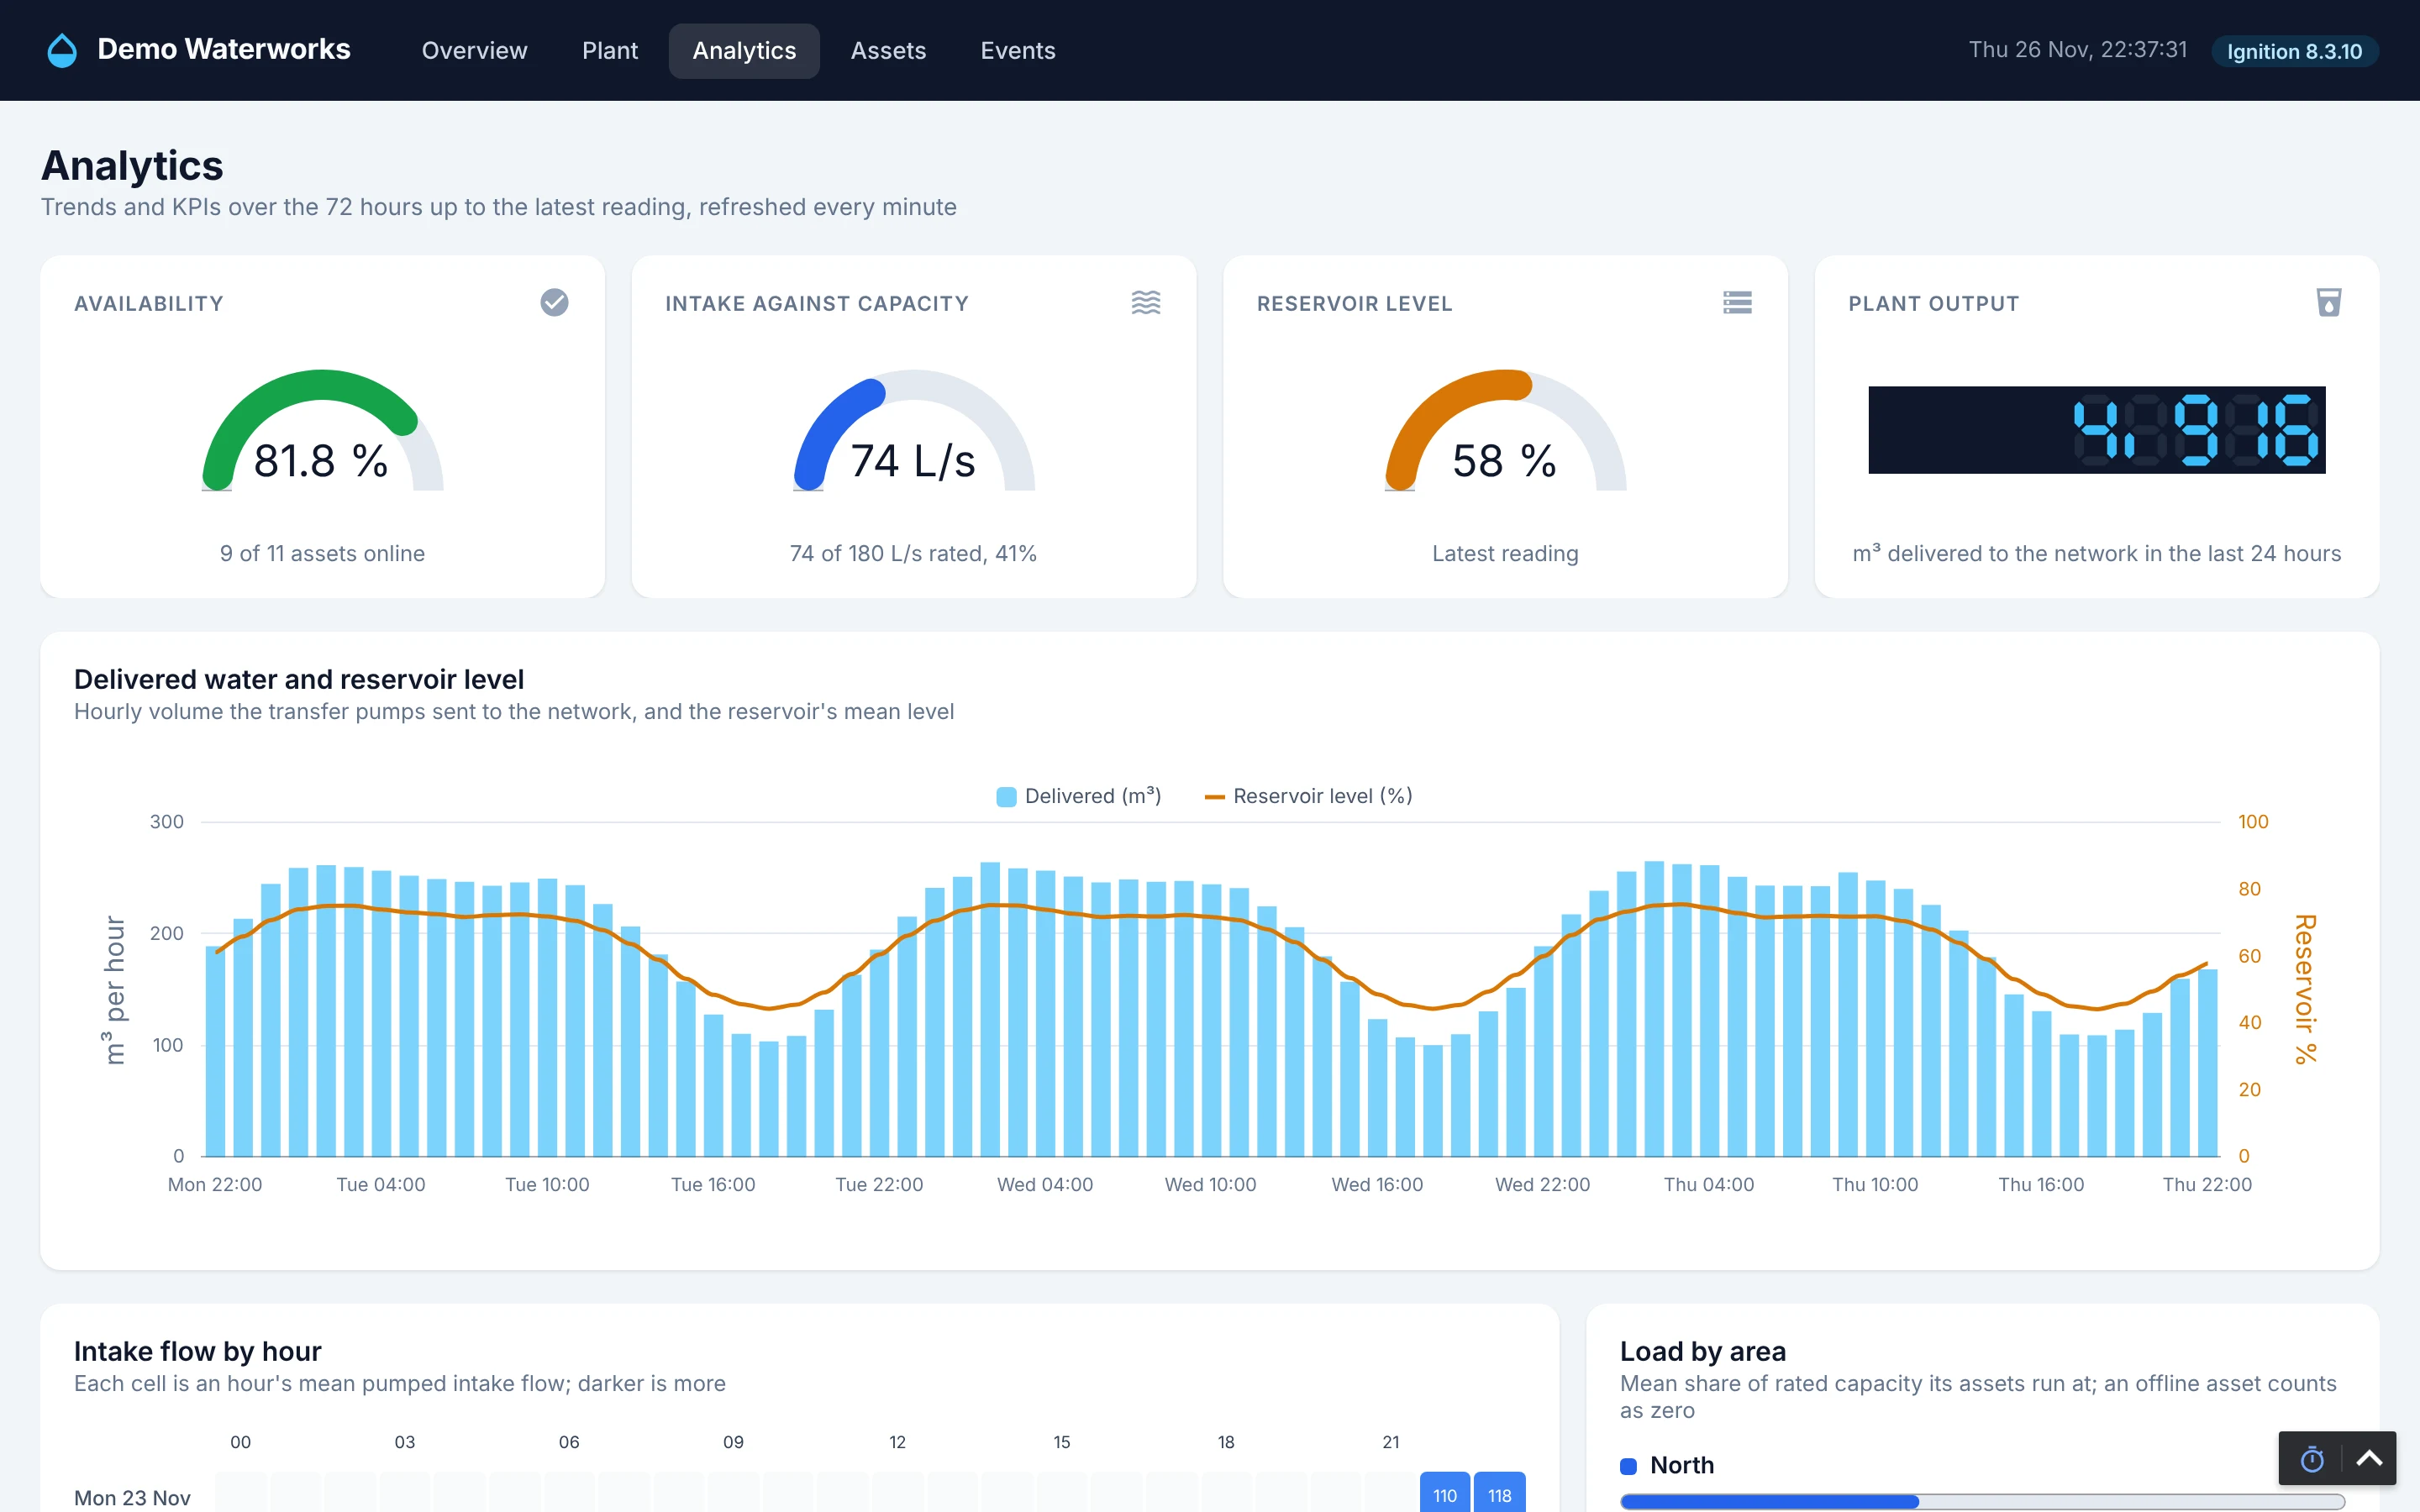 Demo Waterworks
Overview
Plant
Analytics
Assets
Events
Thu 26 Nov, 22:37:31
Ignition 8.3.10
Analytics
Trends and KPIs over the 72 hours up to the latest reading, refreshed every minute
AVAILABILITY
81.8 %
9 of 11 assets online
INTAKE AGAINST CAPACITY
74 L/s
74 of 180 L/s rated, 41%
RESERVOIR LEVEL
58 %
Latest reading
PLANT OUTPUT
4,916
m³ delivered to the network in the last 24 hours
Delivered water and reservoir level
Hourly volume the transfer pumps sent to the network, and the reservoir's mean level
Delivered (m³)
Reservoir level (%)
m³ per hour
300
200
100
0
100
80
60
40
20
0
Reservoir %
Mon 22:00
Tue 04:00
Tue 10:00
Tue 16:00
Tue 22:00
Wed 04:00
Wed 10:00
Wed 16:00
Wed 22:00
Thu 04:00
Thu 10:00
Thu 16:00
Thu 22:00
Intake flow by hour
Each cell is an hour's mean pumped intake flow; darker is more
00
03
06
09
12
15
18
21
Mon 23 Nov
110
118
Load by area
Mean share of rated capacity its assets run at; an offline asset counts
as zero
North